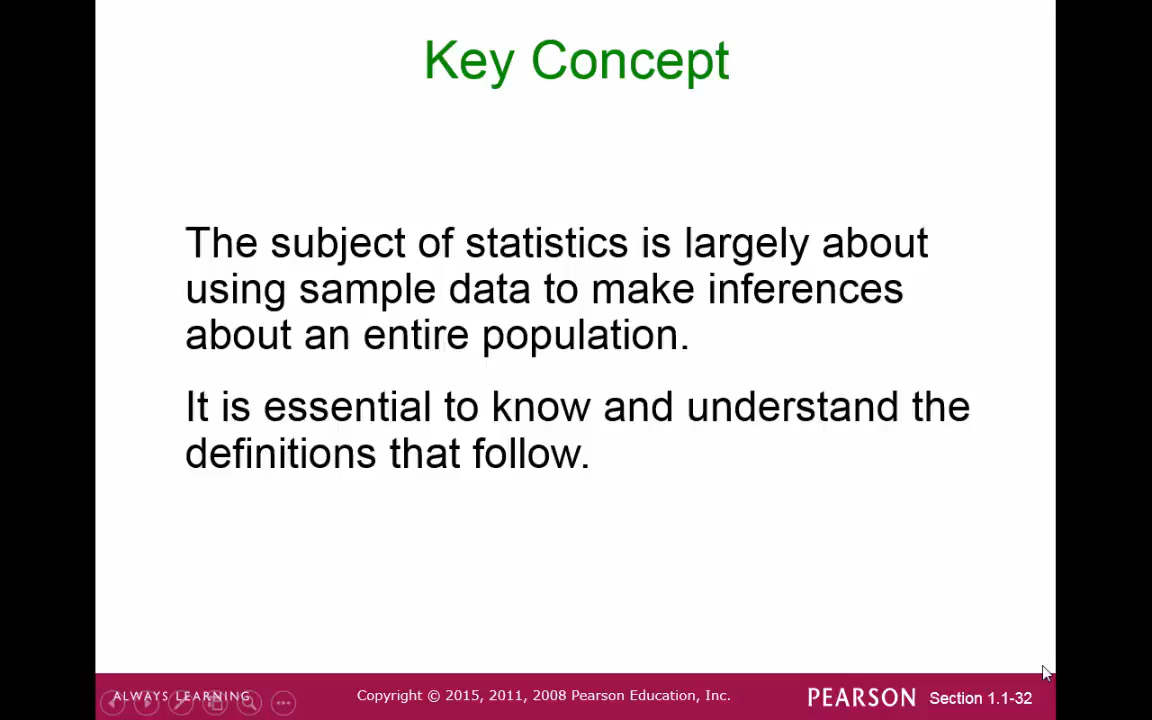 Key Concept
The subject of statistics is largely about
using sample data to make inferences
about an entire population.
It is essential to know and understand the
definitions that follow.
ALWAYS LEARNING
Copyright © 2015, 2011, 2008 Pearson Education, Inc.
PEARSON
Section 1.1-32